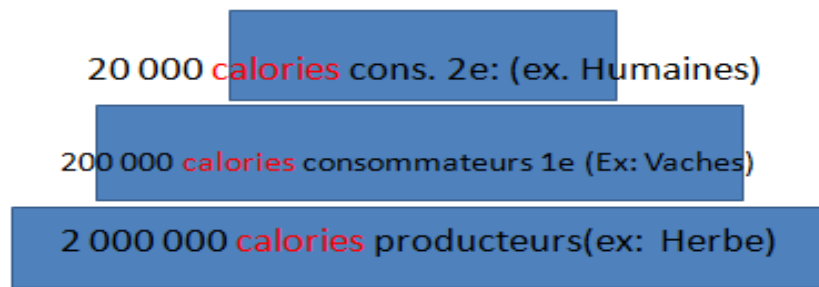 20 000 calories cons. 2e: (ex. Humaines)
200 000 calories consommateurs 1e (Ex: Vaches)
2 000 000 calories producteurs(ex: Herbe)